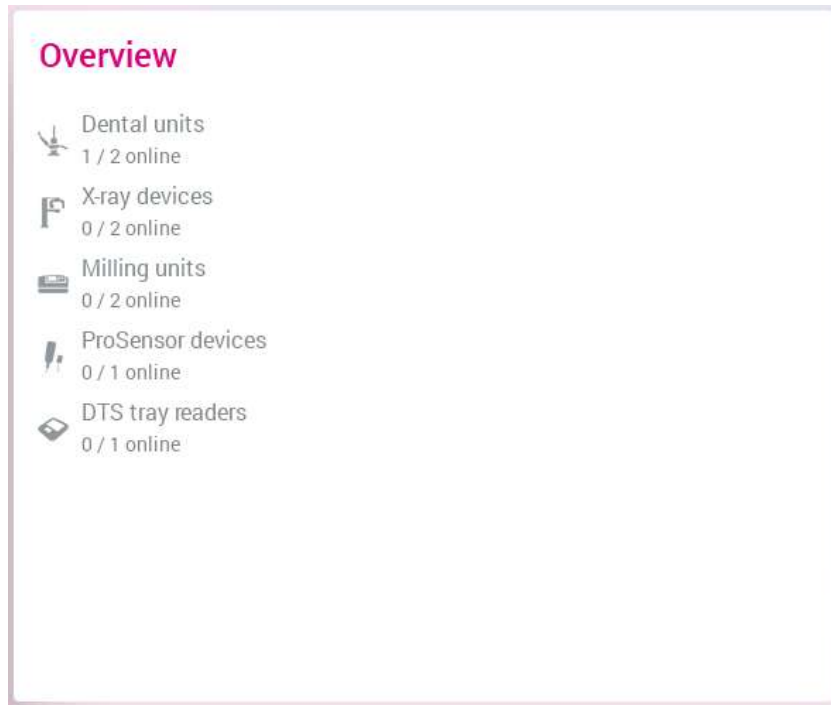 Overview
Dental units
1 / 2 online
X-ray devices
0 / 2 online
Milling units
0 / 2 online
ProSensor devices
0 / 1 online
DTS tray readers
0 / 1 online